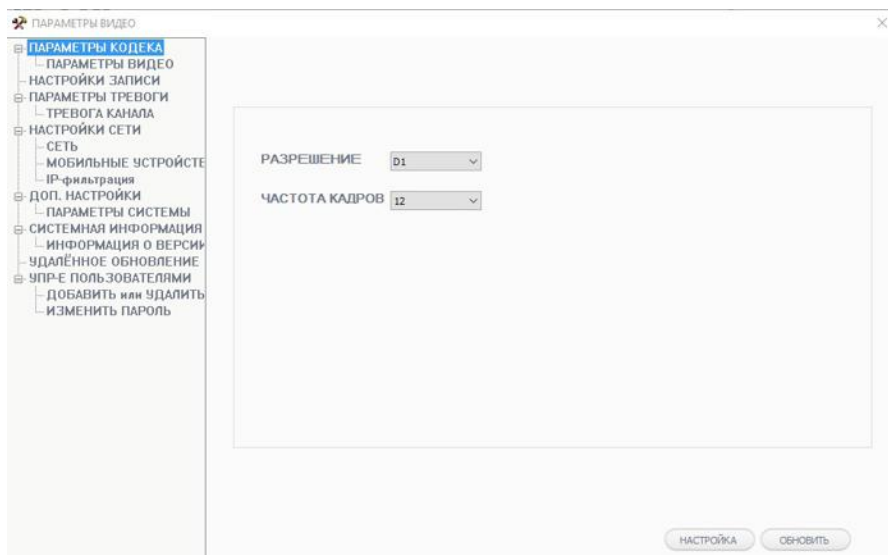 ПАРАМЕТРЫ ВИДЕО
ПАРАМЕТРЫ КОДЕКА
ПАРАМЕТРЫ ВИДЕО
НАСТРОЙКИ ЗАПИСИ
ПАРАМЕТРЫ ТРЕВОГИ
ТРЕВОГА КАНАЛА
НАСТРОЙКИ СЕТИ
СЕТЬ
МОБИЛЬНЫЕ УСТРОЙСТЕ
IP-фильтрация
ДОП. НАСТРОЙКИ
ПАРАМЕТРЫ СИСТЕМЫ
СИСТЕМНАЯ ИНФОРМАЦИЯ
ИНФОРМАЦИЯ О ВЕРСИИ
УДАЛЁННОЕ ОБНОВЛЕНИЕ
УПР-Е ПОЛЬЗОВАТЕЛЯМИ
ДОБАВИТЬ или УДАЛИТЬ
ИЗМЕНИТЬ ПАРОЛЬ
РАЗРЕШЕНИЕ D1
ЧАСТОТА КАДРОВ 12
НАСТРОЙКА ОБНОВИТЬ